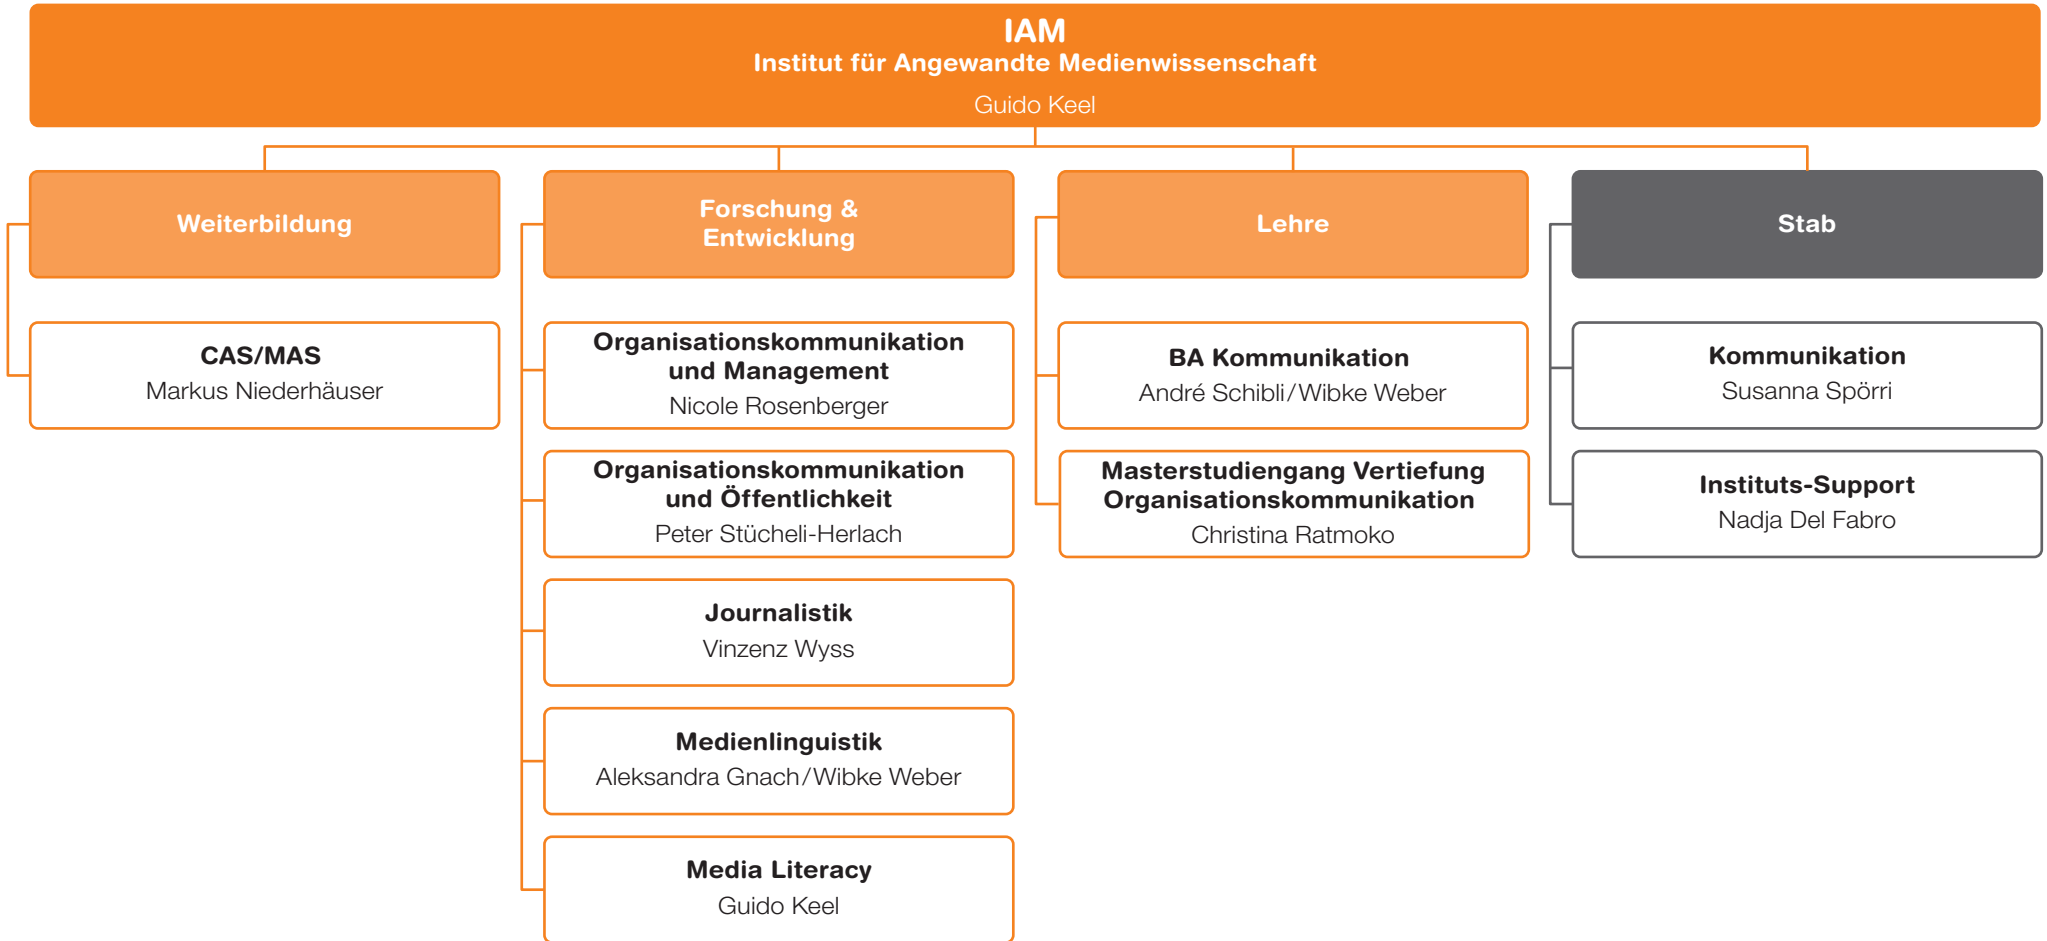 IAM
Institut für Angewandte Medienwissenschaft
Guido Keel
Weiterbildung
CAS/MAS
Markus Niederhäuser
Forschung &
Entwicklung
Organisationskommunikation
und Management
Nicole Rosenberger
Organisationskommunikation
und Öffentlichkeit
Peter Stücheli-Herlach
Journalistik
Vinzenz Wyss
Medienlinguistik
Aleksandra Gnach/Wibke Weber
Media Literacy
Guido Keel
Lehre
BA Kommunikation
André Schibli/Wibke Weber
Masterstudiengang Vertiefung
Organisationskommunikation
Christina Ratmoko
Stab
Kommunikation
Susanna Spörri
Instituts-Support
Nadja Del Fabro